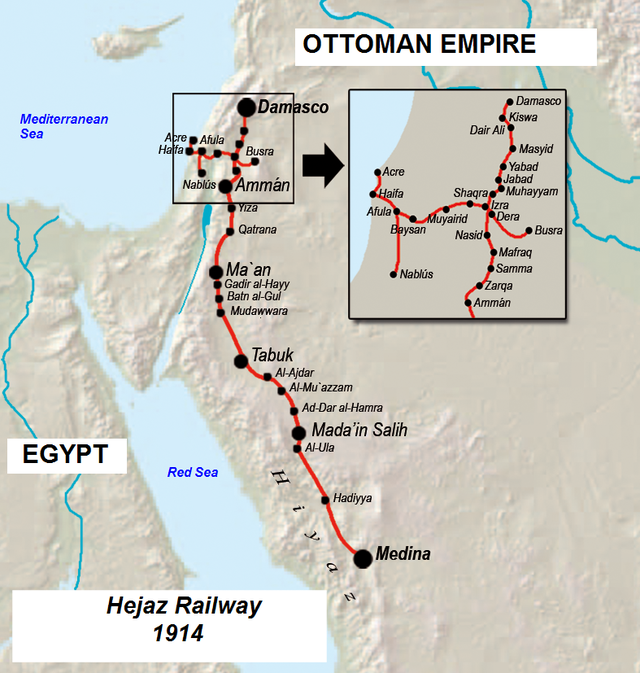 OTTOMAN EMPIRE
Mediterranean
Sea
Damasco
Acre
Afula
Haifa
Busra
Nablús
Ammán
Yiza
Qatrana
Ma`an
Gadir al-Hayy
Batn al-Gul
Mudawwara
Tabuk
Al-Ajdar
Al-Mu`azzam
Ad-Dar al-Hamra
Mada'in Salih
Al-Ula
Hadiyya
Medina
Hiyaz
EGYPT
Red Sea
Damasco
Kiswa
Dair Ali
Masyid
Yabad
Jabad
Muhayyam
Shaqra
Izra
Dera
Acre
Haifa
Afula
Muyairid
Baysan
Busra
Nasid
Mafraq
Samma
Nablús
Zarqa
Ammán
Hejaz Railway
1914